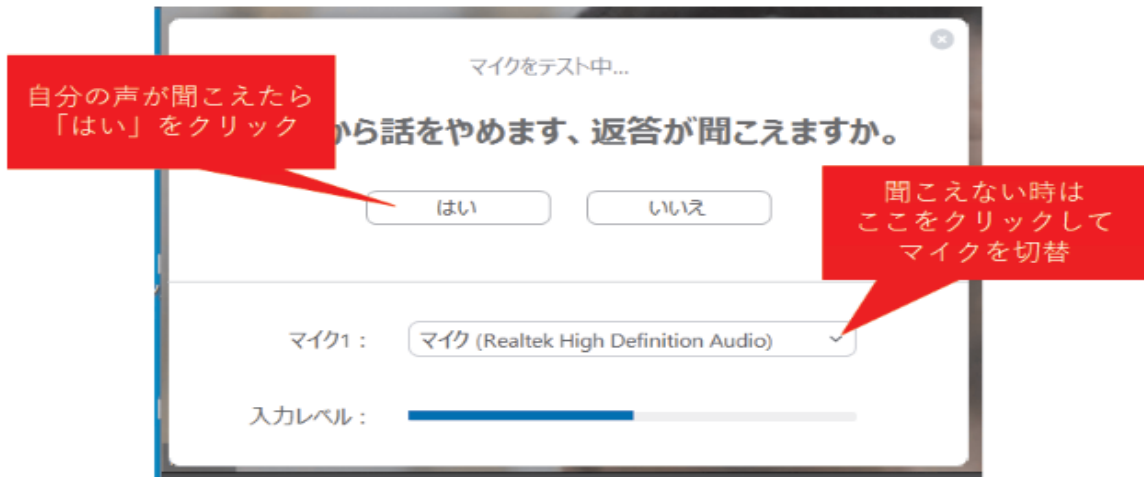 マイクをテスト中...
自分の声が聞こえたら
「はい」をクリック
から話をやめます、返答が聞こえますか。
はい
いいえ
聞こえない時は
ここをクリックして
マイクを切替
マイク1：
マイク (Realtek High Definition Audio)
入力レベル：